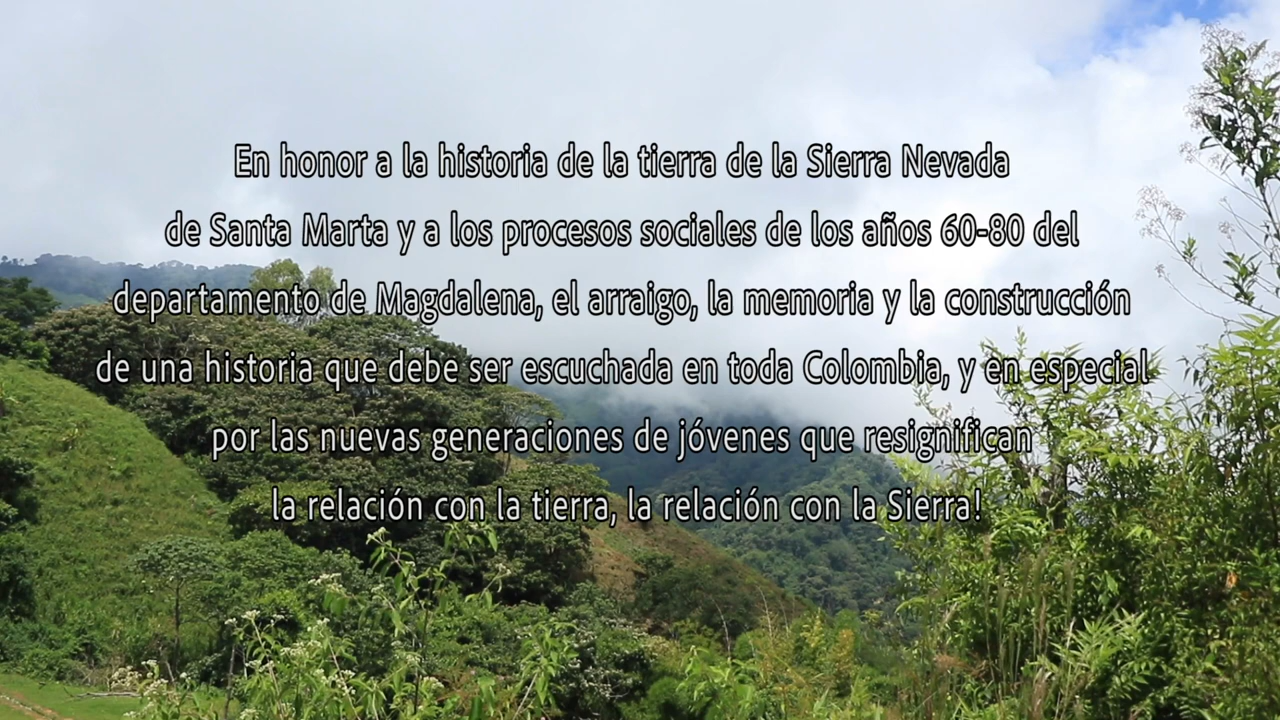 En honor a la historia de la tierra de la Sierra Nevada
de Santa Marta y a los procesos sociales de los años 60-80 del
departamento de Magdalena, el arraigo, la memoria y la construcción
de una historia que debe ser escuchada en toda Colombia, y en especial
por las nuevas generaciones de jóvenes que resignifican
la relación con la tierra, la relación con la Sierra!